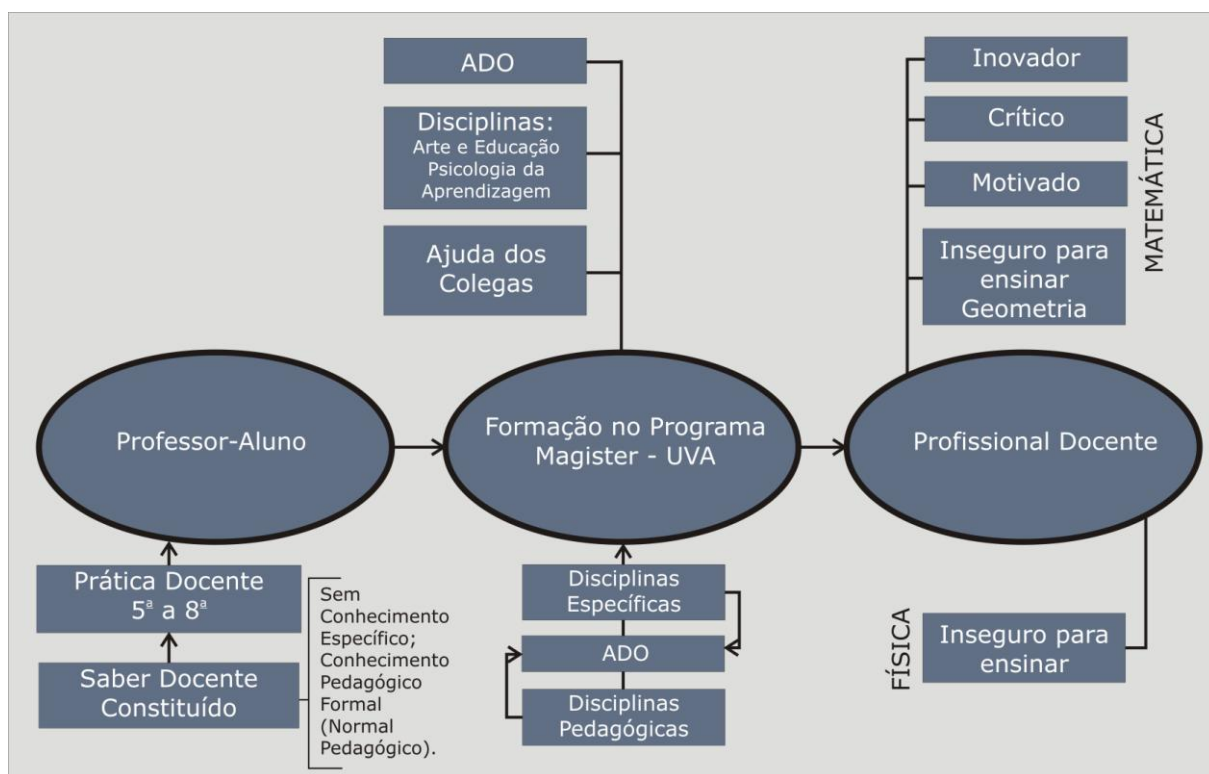 ADO
Disciplinas:
Arte e Educação
Psicologia da
Aprendizagem
Ajuda dos
Colegas
Inovador
Crítico
Motivado
Inseguro para
ensinar
Geometria
MATEMÁTICA
Professor-Aluno
Formação no Programa
Magister - UVA
Profissional Docente
Prática Docente
5ª a 8ª
Saber Docente
Constituído
Sem
Conhecimento
Específico;
Conhecimento
Pedagógico
Formal
(Normal
Pedagógico).
Disciplinas
Específicas
ADO
Disciplinas
Pedagógicas
FÍSICA
Inseguro para
ensinar